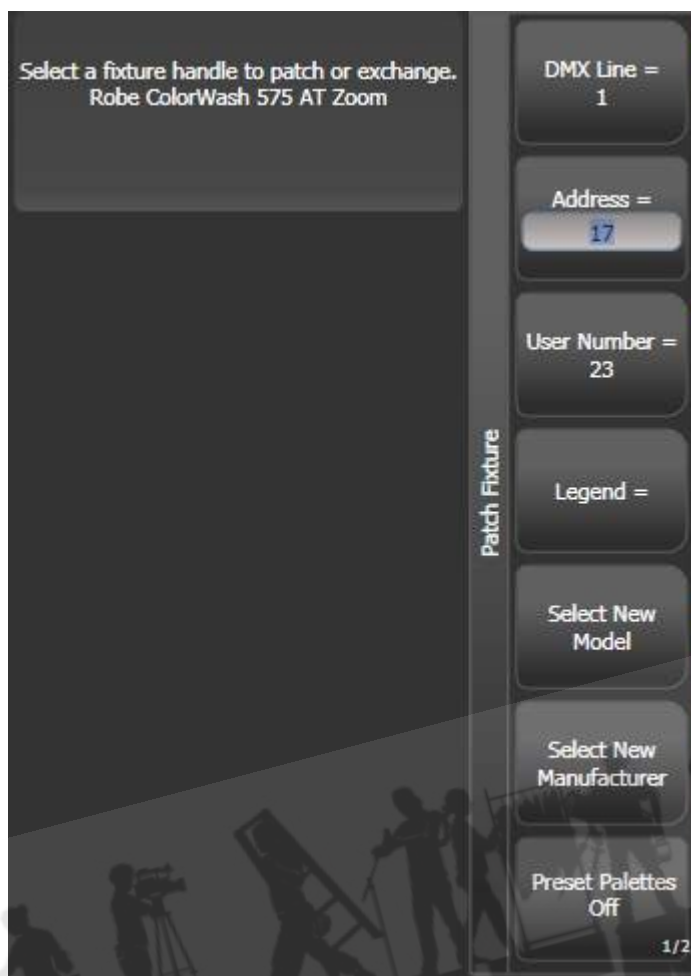 Select a fixture handle to patch or exchange.
Robe ColorWash 575 AT Zoom
Patch Fixture
DMX Line =
1
Address =
17
User Number =
23
Legend =
Select New
Model
Select New
Manufacturer
Preset Palettes
Off
1/2